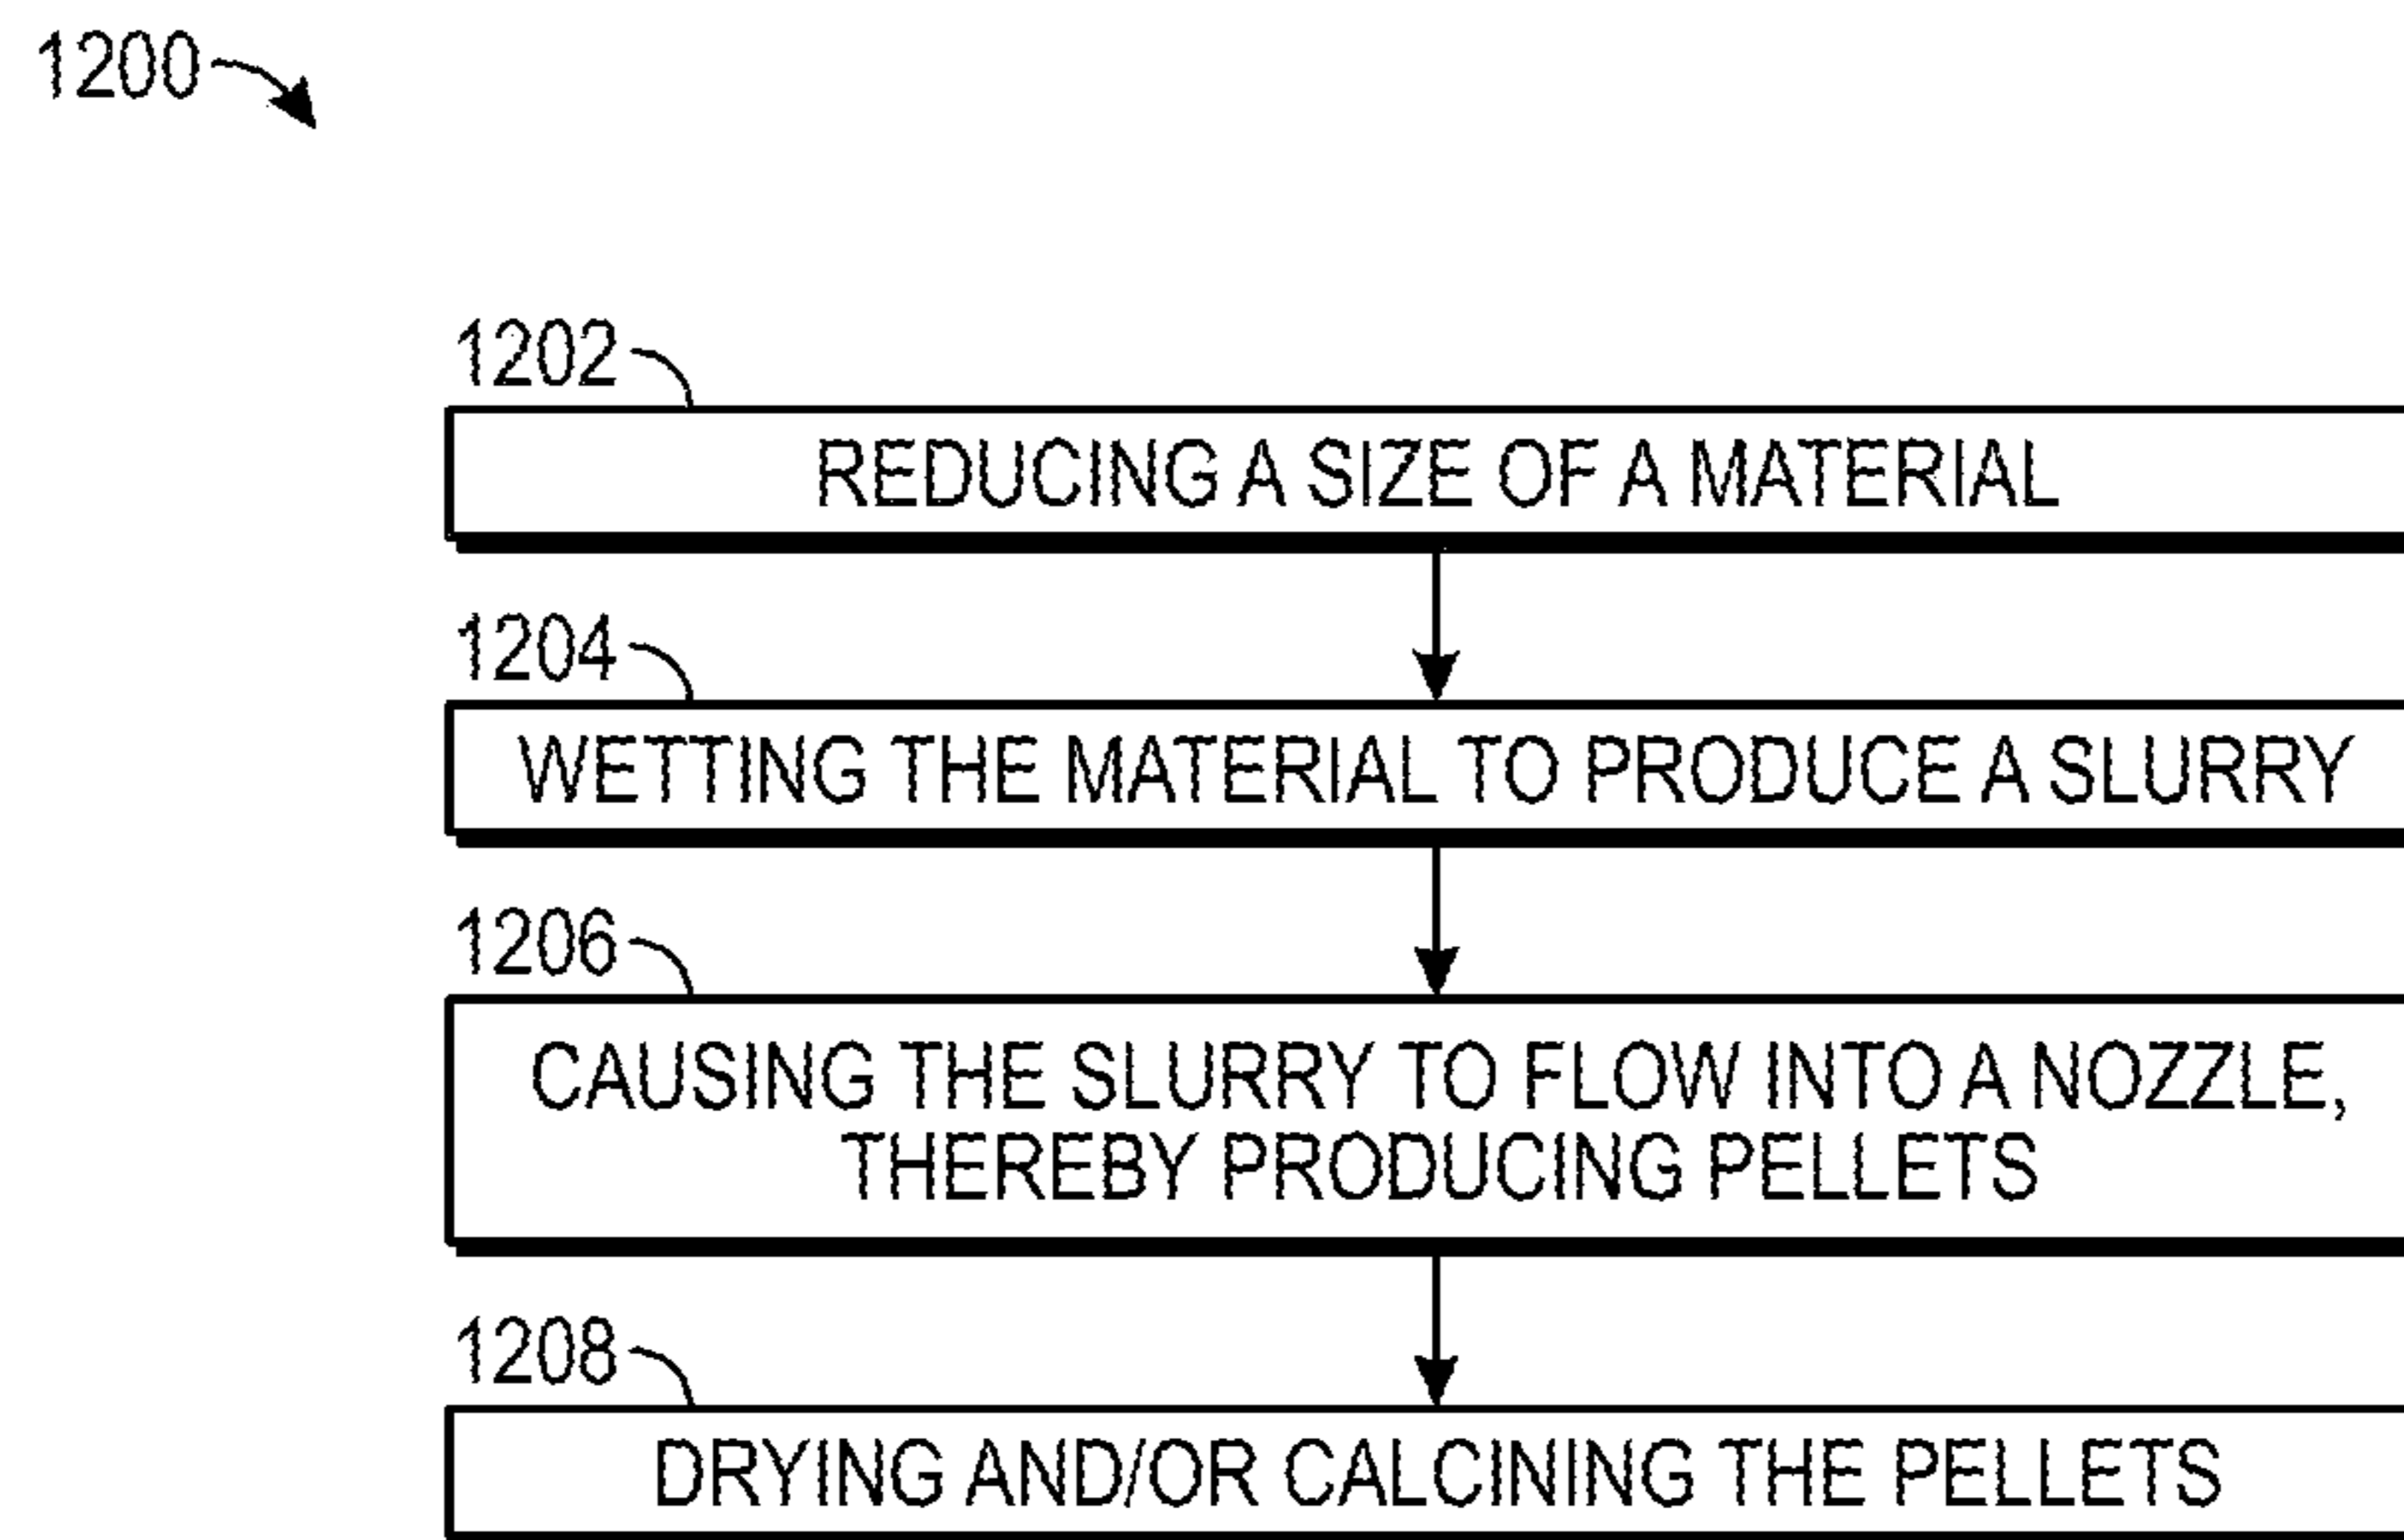 1200
1202
REDUCING A SIZE OF A MATERIAL
1204
WETTING THE MATERIAL TO PRODUCE A SLURRY
1206
CAUSING THE SLURRY TO FLOW INTO A NOZZLE,
THEREBY PRODUCING PELLETS
1208
DRYING AND/OR CALCINING THE PELLETS